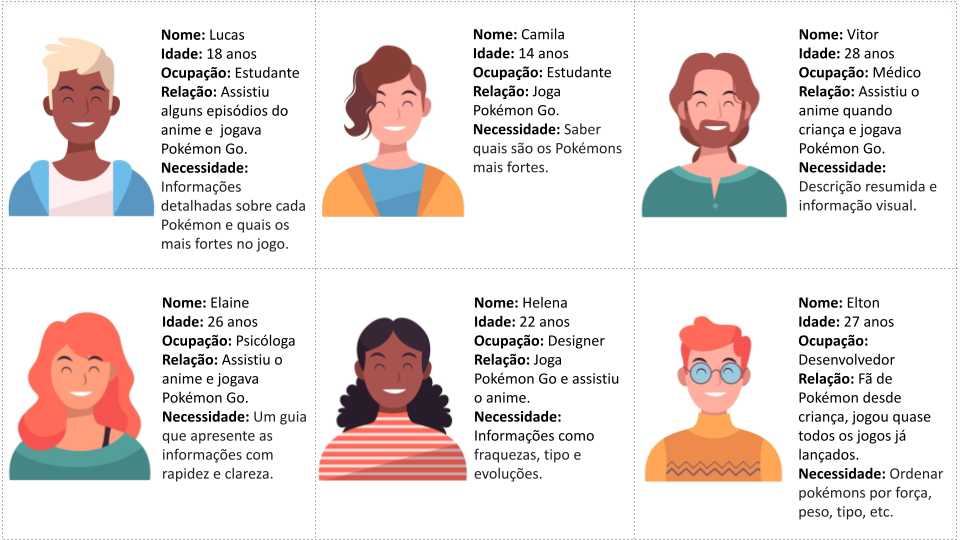 Nome: Lucas
Idade: 18 anos
Ocupação: Estudante
Relação: Assistiu
alguns episódios do
anime e  jogava
Pokémon Go.
Necessidade:
Informações
detalhadas sobre cada
Pokémon e quais os
mais fortes no jogo.
Nome: Camila
Idade: 14 anos
Ocupação: Estudante
Relação: Joga
Pokémon Go.
Necessidade: Saber
quais são os Pokémons
mais fortes.
Nome: Vitor
Idade: 28 anos
Ocupação: Médico
Relação: Assistiu o
anime quando
criança e jogava
Pokémon Go.
Necessidade:
Descrição resumida e
informação visual.
Nome: Elaine
Idade: 26 anos
Ocupação: Psicóloga
Relação: Assistiu o
anime e jogava
Pokémon Go.
Necessidade: Um guia
que apresente as
informações com
rapidez e clareza.
Nome: Helena
Idade: 22 anos
Ocupação: Designer
Relação: Joga
Pokémon Go e assistiu
o anime.
Necessidade:
Informações como
fraquezas, tipo e
evoluções.
Nome: Elton
Idade: 27 anos
Ocupação:
Desenvolvedor
Relação: Fã de
Pokémon desde
criança, jogou quase
todos os jogos já
lançados.
Necessidade: Ordenar
pokémons por força,
peso, tipo, etc.